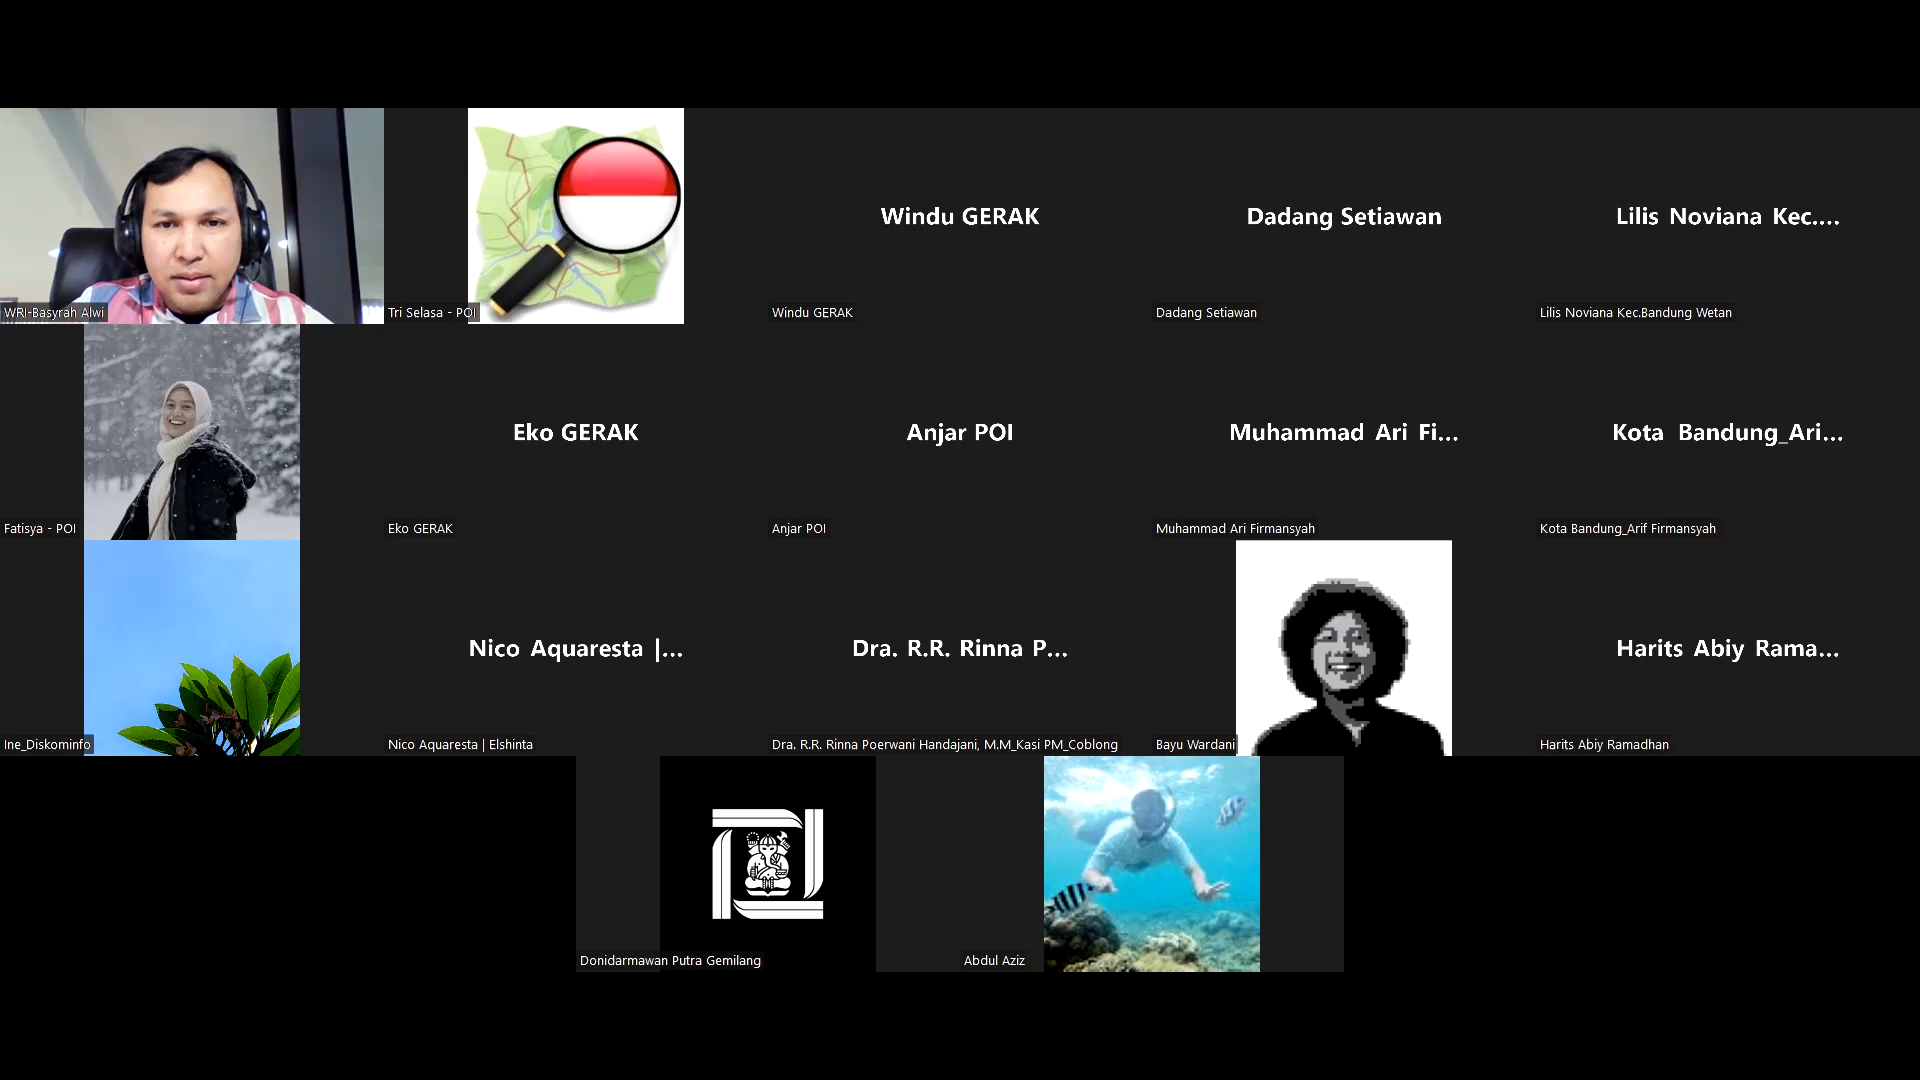 WRI-Basyrah Alwi
Tri Selasa - POI
Windu GERAK
Windu GERAK
Dadang Setiawan
Dadang Setiawan
Lilis Noviana Kec....
Lilis Noviana Kec.Bandung Wetan
Fatisya - POI
Eko GERAK
Eko GERAK
Anjar POI
Anjar POI
Muhammad Ari Fi...
Muhammad Ari Firmansyah
Kota Bandung_Ari...
Kota Bandung_Arif Firmansyah
Ine_Diskominfo
Nico Aquaresta |...
Nico Aquaresta | Elshinta
Dra. R.R. Rinna P...
Dra. R.R. Rinna Poerwani Handajani, M.M_Kasi PM_Coblong
Bayu Wardani
Harits Abiy Rama...
Harits Abiy Ramadhan
Donidarmawan Putra Gemilang
Abdul Aziz